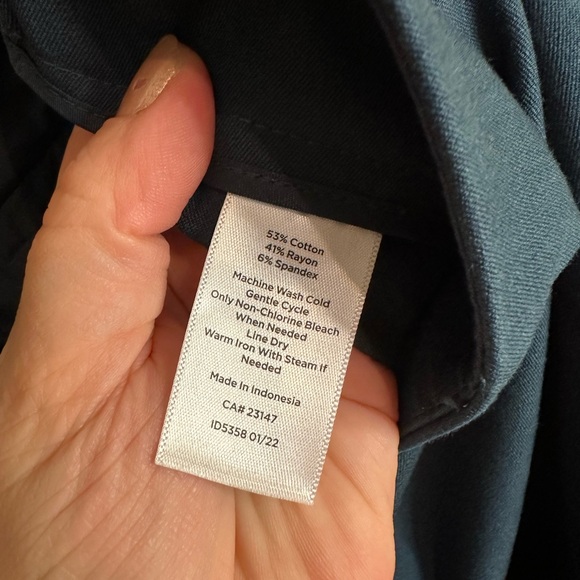 53% Cotton
41% Rayon
6% Spandex
Machine Wash Cold
Gentle Cycle
Only Non-Chlorine Bleach
When Needed
Line Dry
Warm Iron With Steam If
Needed
Made In Indonesia
CA# 23147
ID5358 01/22